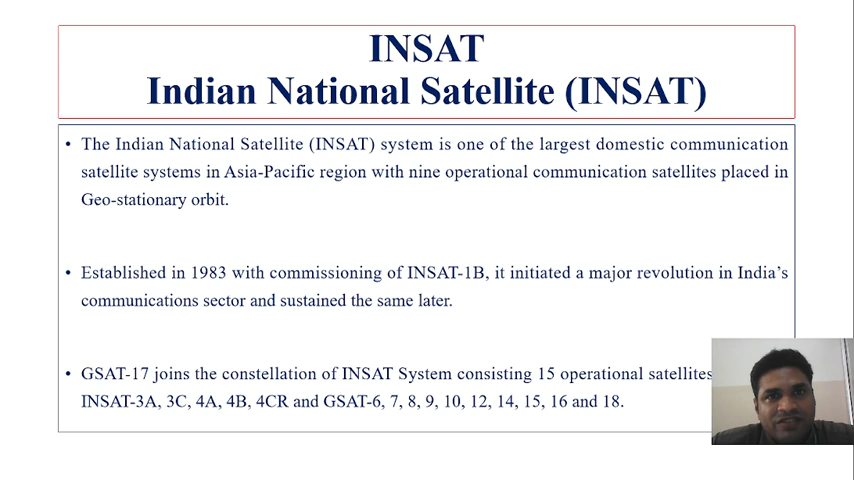 INSAT
Indian National Satellite (INSAT)
• The Indian National Satellite (INSAT) system is one of the largest domestic communication
satellite systems in Asia-Pacific region with nine operational communication satellites placed in
Geo-stationary orbit.
• Established in 1983 with commissioning of INSAT-1B, it initiated a major revolution in India’s
communications sector and sustained the same later.
• GSAT-17 joins the constellation of INSAT System consisting 15 operational satellites
INSAT-3A, 3C, 4A, 4B, 4CR and GSAT-6, 7, 8, 9, 10, 12, 14, 15, 16 and 18.